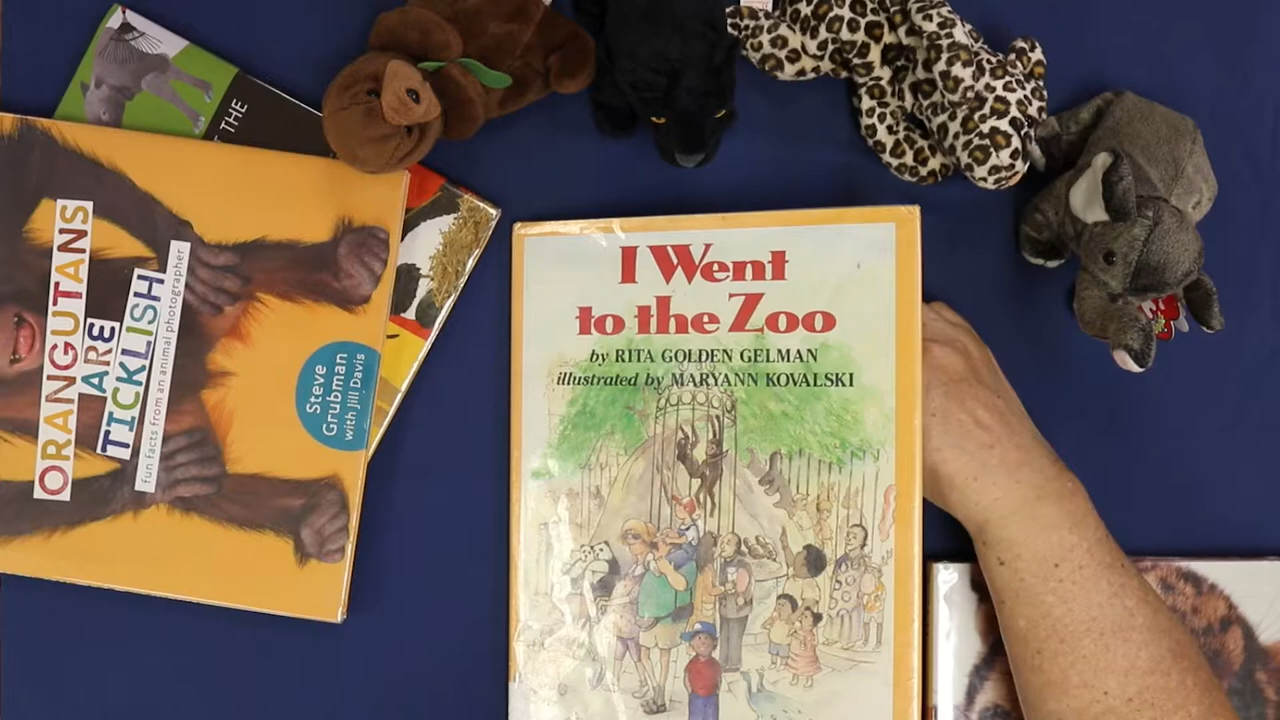 THE
ORANGUTANS
ARE
TICKLISH
fun facts from an animal photographer
Steve
Grubman
with Jill Davis
I Went
to the Zoo
by RITA GOLDEN GELMAN
illustrated by MARYANN KOVALSKI